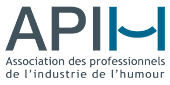 APIH
Association des professionnels
de l'industrie de l'humour